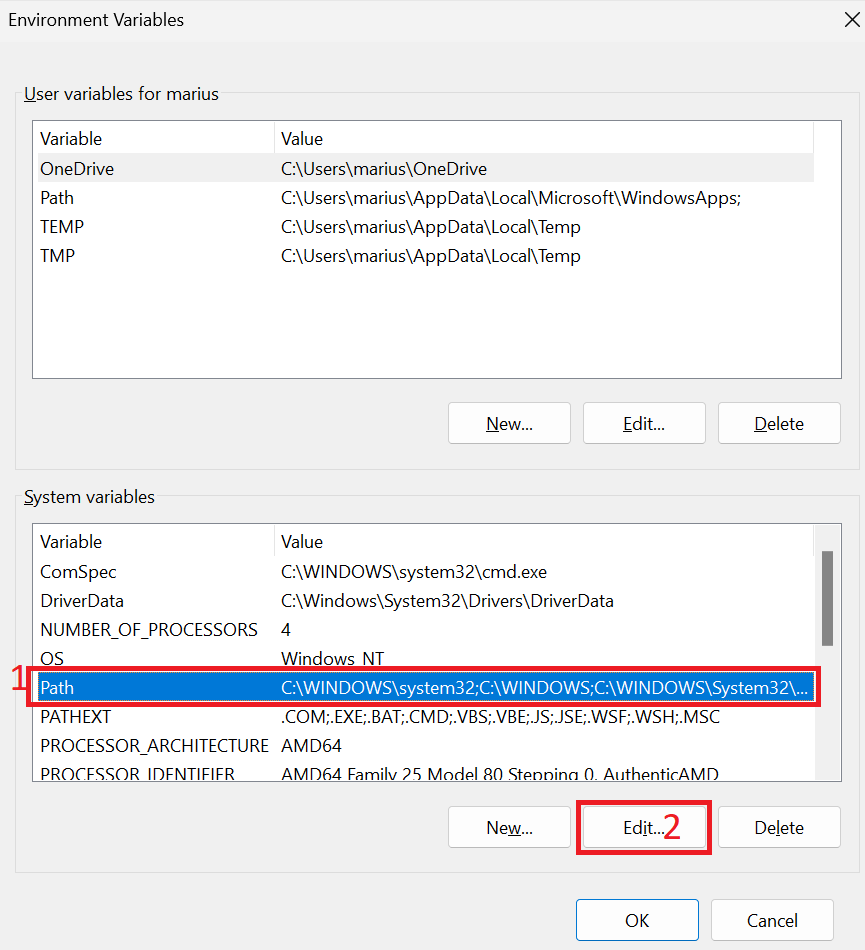 Environment Variables
User variables for marius
Variable Value
OneDrive C:\Users\marius\OneDrive
Path C:\Users\marius\AppData\Local\Microsoft\WindowsApps;
TEMP C:\Users\marius\AppData\Local\Temp
TMP C:\Users\marius\AppData\Local\Temp
New... Edit... Delete
System variables
Variable Value
ComSpec C:\WINDOWS\system32\cmd.exe
DriverData C:\Windows\System32\Drivers\DriverData
NUMBER_OF_PROCESSORS 4
OS Windows_NT
1 Path C:\WINDOWS\system32;C:\WINDOWS;C:\WINDOWS\System32\...
PATHEXT .COM;.EXE;.BAT;.CMD;.VBS;.VBE;.JS;.JSE;.WSF;.WSH;.MSC
PROCESSOR_ARCHITECTURE AMD64
PROCESSOR_IDENTIFIER AMD64 Family 25 Model 80 Stepping 0, AuthenticAMD
New... Edit...2 Delete
OK Cancel